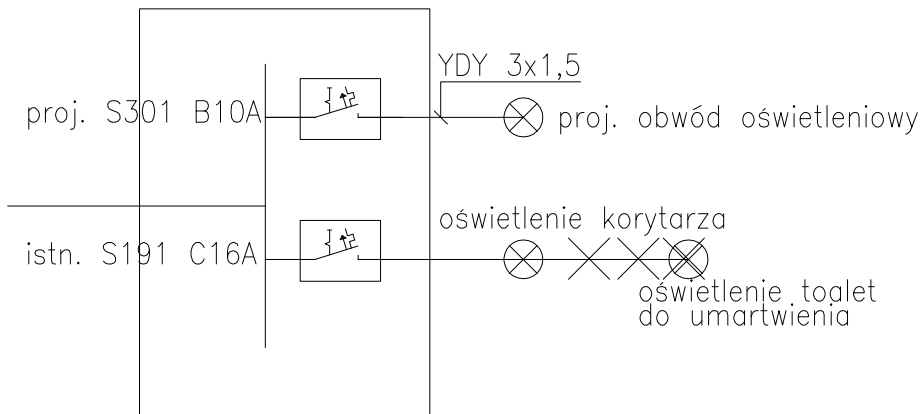 YDY 3x1,5
proj. S301 B10A
proj. obwód oświetleniowy
oświetlenie korytarza
istn. S191 C16A
oświetlenie toalet
do umartwienia